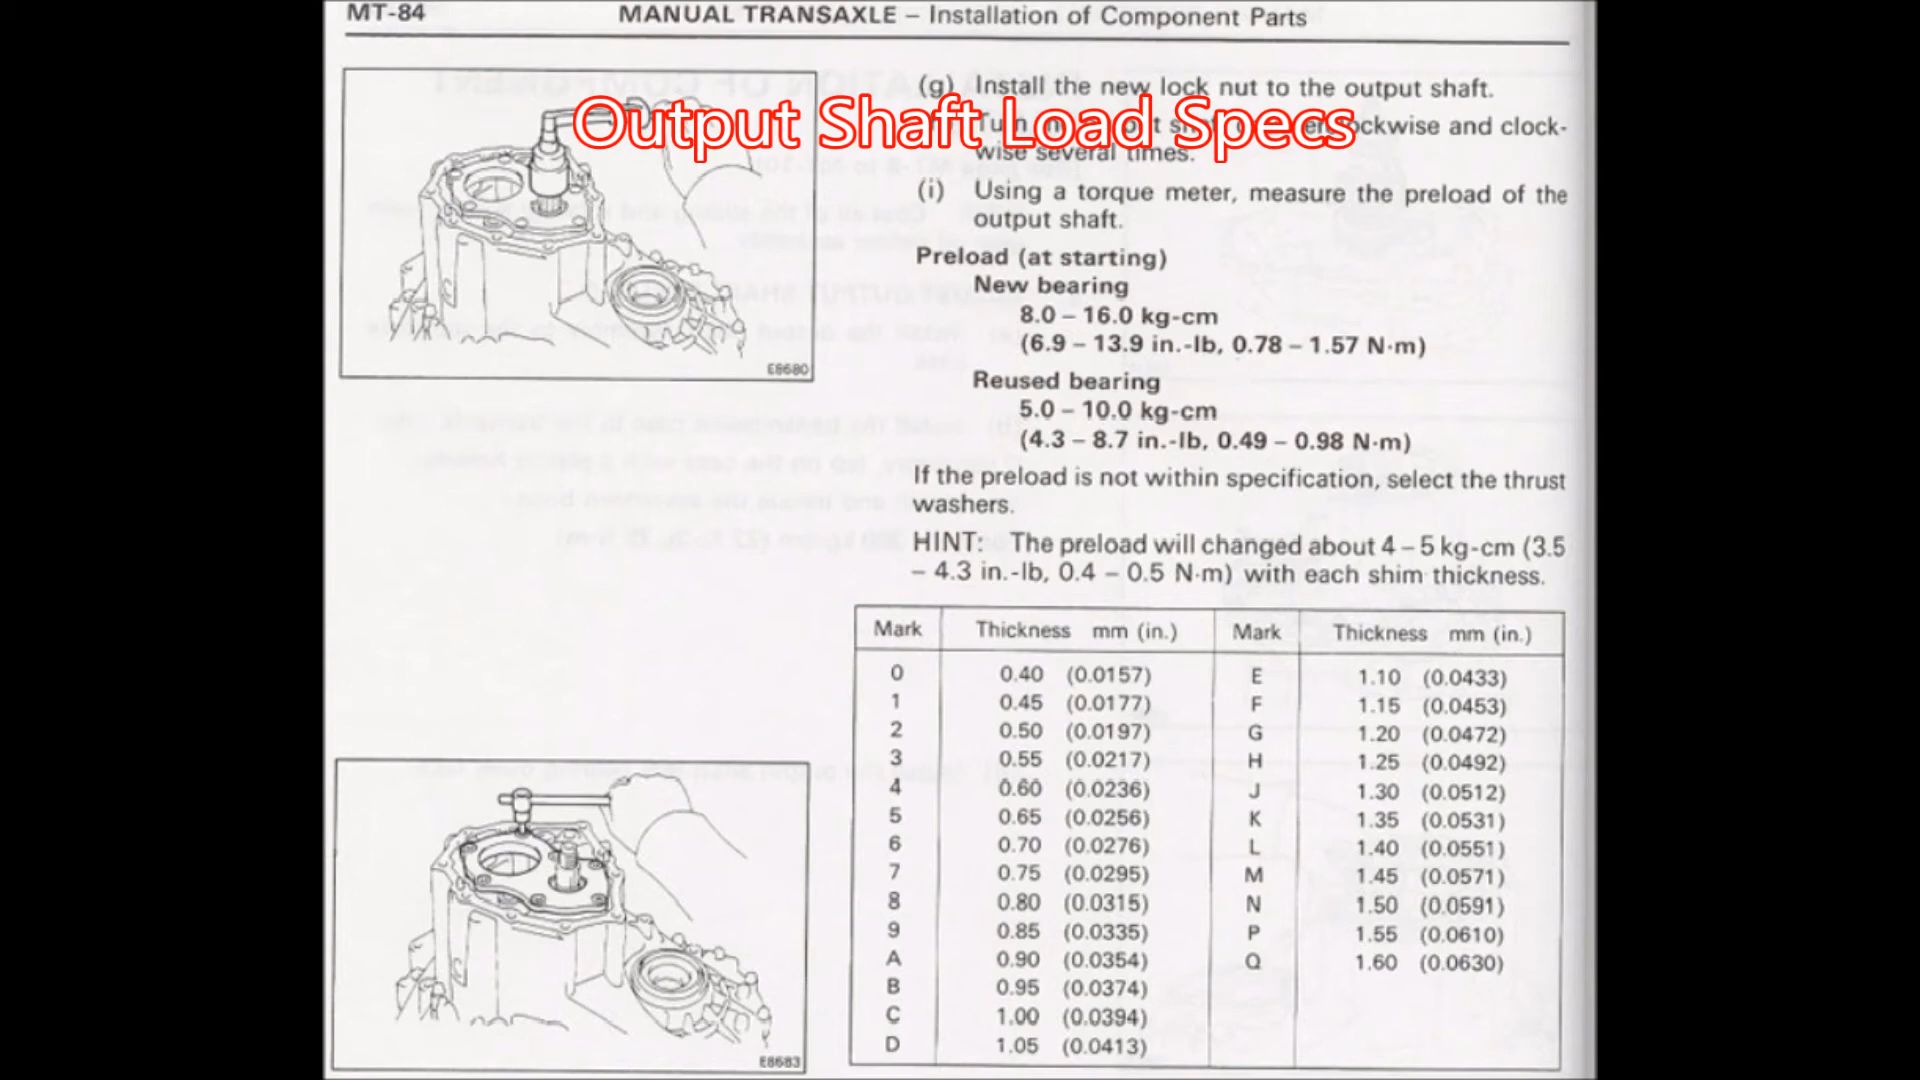 MT-84 MANUAL TRANSAXLE – Installation of Component Parts
(g) Install the new lock nut to the output shaft.
Output Shaft Load Specs
Turn shaft and clock-
wise several times.
(i) Using a torque meter, measure the preload of the
output shaft.
Preload (at starting)
New bearing
8.0 – 16.0 kg-cm
(6.9 – 13.9 in.-lb, 0.78 – 1.57 N·m)
E8680
Reused bearing
5.0 – 10.0 kg-cm
(4.3 – 8.7 in.-lb, 0.49 – 0.98 N·m)
If the preload is not within specification, select the thrust
washers.
HINT: The preload will changed about 4 – 5 kg-cm (3.5
– 4.3 in.-lb, 0.4 – 0.5 N·m) with each shim thickness.
Mark Thickness mm (in.) Mark Thickness mm (in.)
0 0.40 (0.0157) E 1.10 (0.0433)
1 0.45 (0.0177) F 1.15 (0.0453)
2 0.50 (0.0197) G 1.20 (0.0472)
3 0.55 (0.0217) H 1.25 (0.0492)
4 0.60 (0.0236) J 1.30 (0.0512)
5 0.65 (0.0256) K 1.35 (0.0531)
6 0.70 (0.0276) L 1.40 (0.0551)
7 0.75 (0.0295) M 1.45 (0.0571)
8 0.80 (0.0315) N 1.50 (0.0591)
9 0.85 (0.0335) P 1.55 (0.0610)
A 0.90 (0.0354) Q 1.60 (0.0630)
B 0.95 (0.0374)
C 1.00 (0.0394)
D 1.05 (0.0413)
E8683